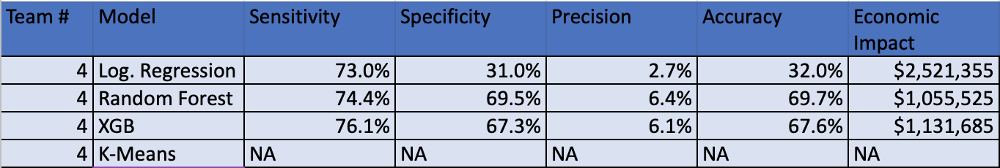 Team # Model Sensitivity Specificity Precision Accuracy Economic
Impact
4 Log. Regression 73.0% 31.0% 2.7% 32.0% $2,521,355
4 Random Forest 74.4% 69.5% 6.4% 69.7% $1,055,525
4 XGB 76.1% 67.3% 6.1% 67.6% $1,131,685
4 K-Means NA NA NA NA NA